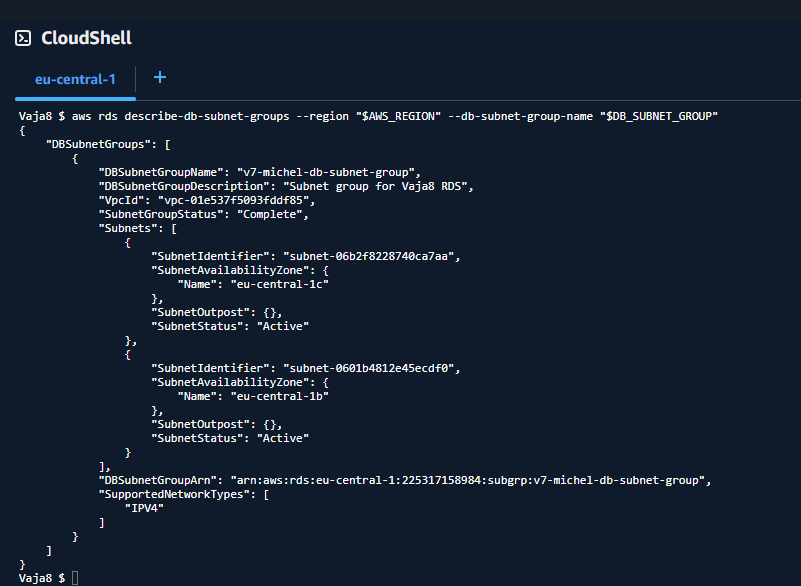 CloudShell
eu-central-1
+
Vaja8 $ aws rds describe-db-subnet-groups --region "$AWS_REGION" --db-subnet-group-name "$DB_SUBNET_GROUP"
{
    "DBSubnetGroups": [
        {
            "DBSubnetGroupName": "v7-michel-db-subnet-group",
            "DBSubnetGroupDescription": "Subnet group for Vaja8 RDS",
            "VpcId": "vpc-01e537f5093fddf85",
            "SubnetGroupStatus": "Complete",
            "Subnets": [
                {
                    "SubnetIdentifier": "subnet-06b2f8228740ca7aa",
                    "SubnetAvailabilityZone": {
                        "Name": "eu-central-1c"
                    },
                    "SubnetOutpost": {},
                    "SubnetStatus": "Active"
                },
                {
                    "SubnetIdentifier": "subnet-0601b4812e45ecdf0",
                    "SubnetAvailabilityZone": {
                        "Name": "eu-central-1b"
                    },
                    "SubnetOutpost": {},
                    "SubnetStatus": "Active"
                }
            ],
            "DBSubnetGroupArn": "arn:aws:rds:eu-central-1:225317158984:subgrp:v7-michel-db-subnet-group",
            "SupportedNetworkTypes": [
                "IPV4"
            ]
        }
    ]
}
Vaja8 $